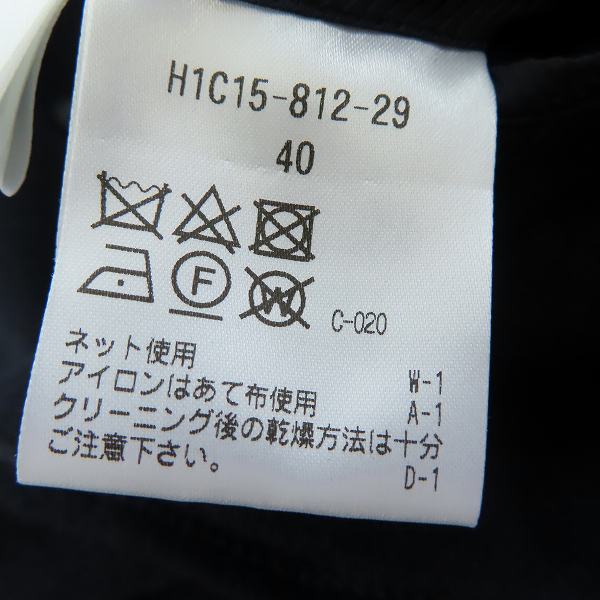 H1C15-812-29
40
F
W
C-020
ネット使用 W-1
アイロンはあて布使用 A-1
クリーニング後の乾燥方法は十分
ご注意下さい。 D-1